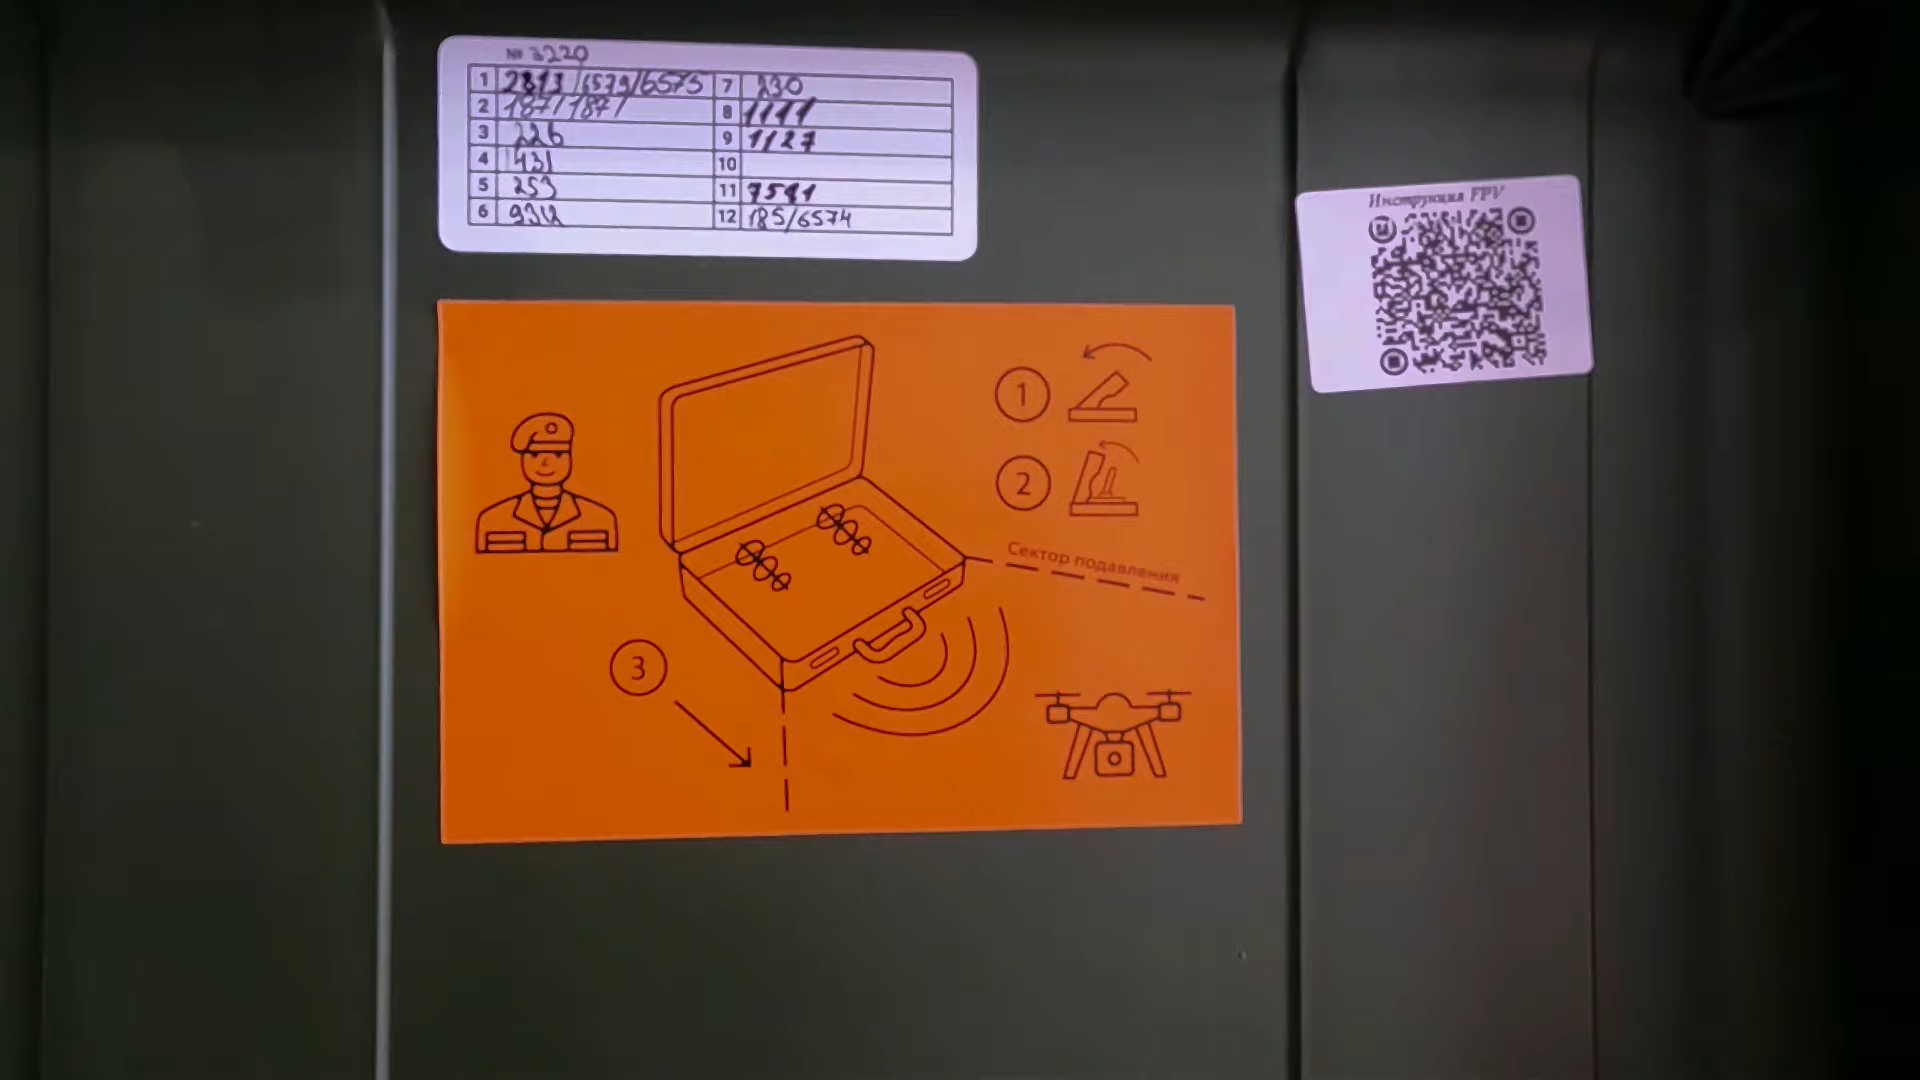 № 3220
1 2813/6579/6575 7 230
2 187/187/ 8 1111
3 226 9 1127
4 431 10
5 253 11 7591
6 9312 12 185/6574
Инструкция FPV
1
2
Сектор подавления
3